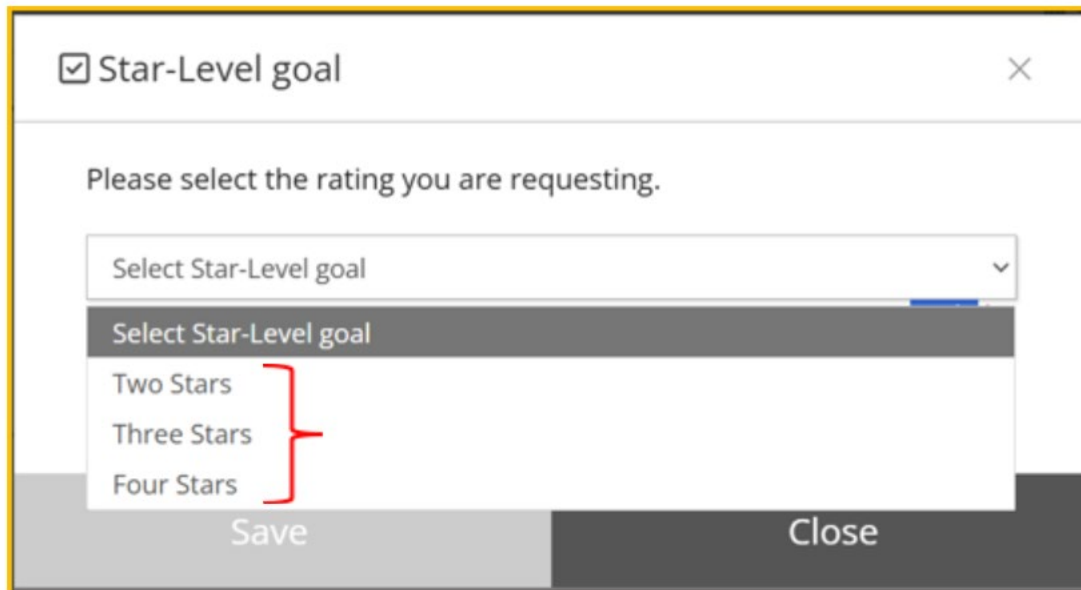 Star-Level goal
Please select the rating you are requesting.
Select Star-Level goal
Select Star-Level goal
Two Stars
Three Stars
Four Stars
Save
Close